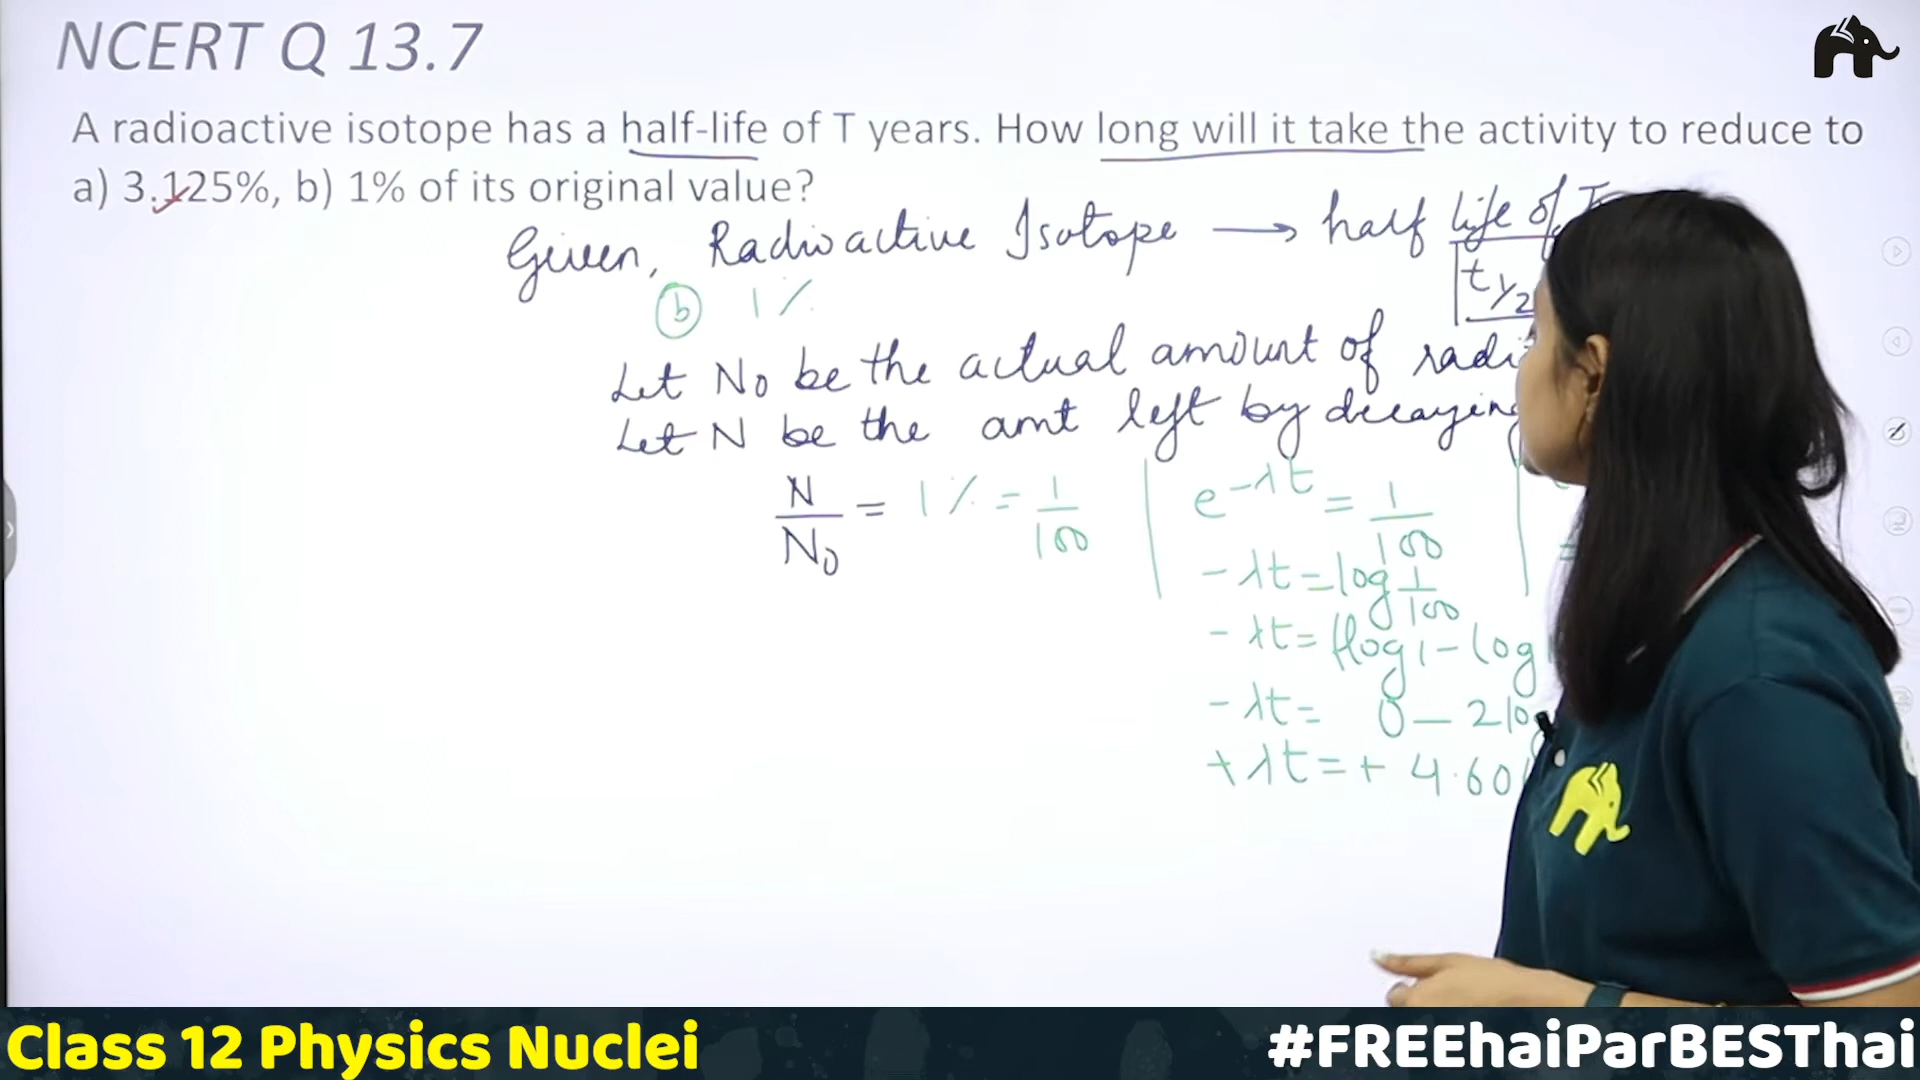 NCERT Q 13.7
A radioactive isotope has a half-life of T years. How long will it take the activity to reduce to
a) 3.125%, b) 1% of its original value?
Given, Radioactive Isotope → half life of T
t½
ⓑ 1%
Let N₀ be the actual amount of
Let N be the amt left by decaying
N/N₀ = 1% = 1/100
e^-λt = 1/100
-λt = log 1/100
-λt = log1 - log
-λt = 0 - 2
+λt = + 4.60
Class 12 Physics Nuclei
#FREEhaiParBESThai